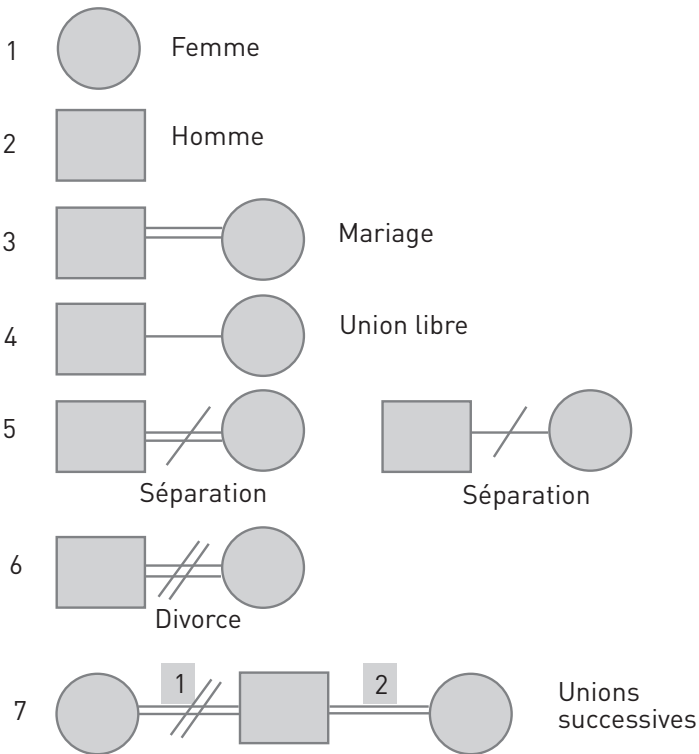 1 Femme
2 Homme
3 Mariage
4 Union libre
5
Séparation Séparation
6
Divorce
1 2
7 Unions
successives